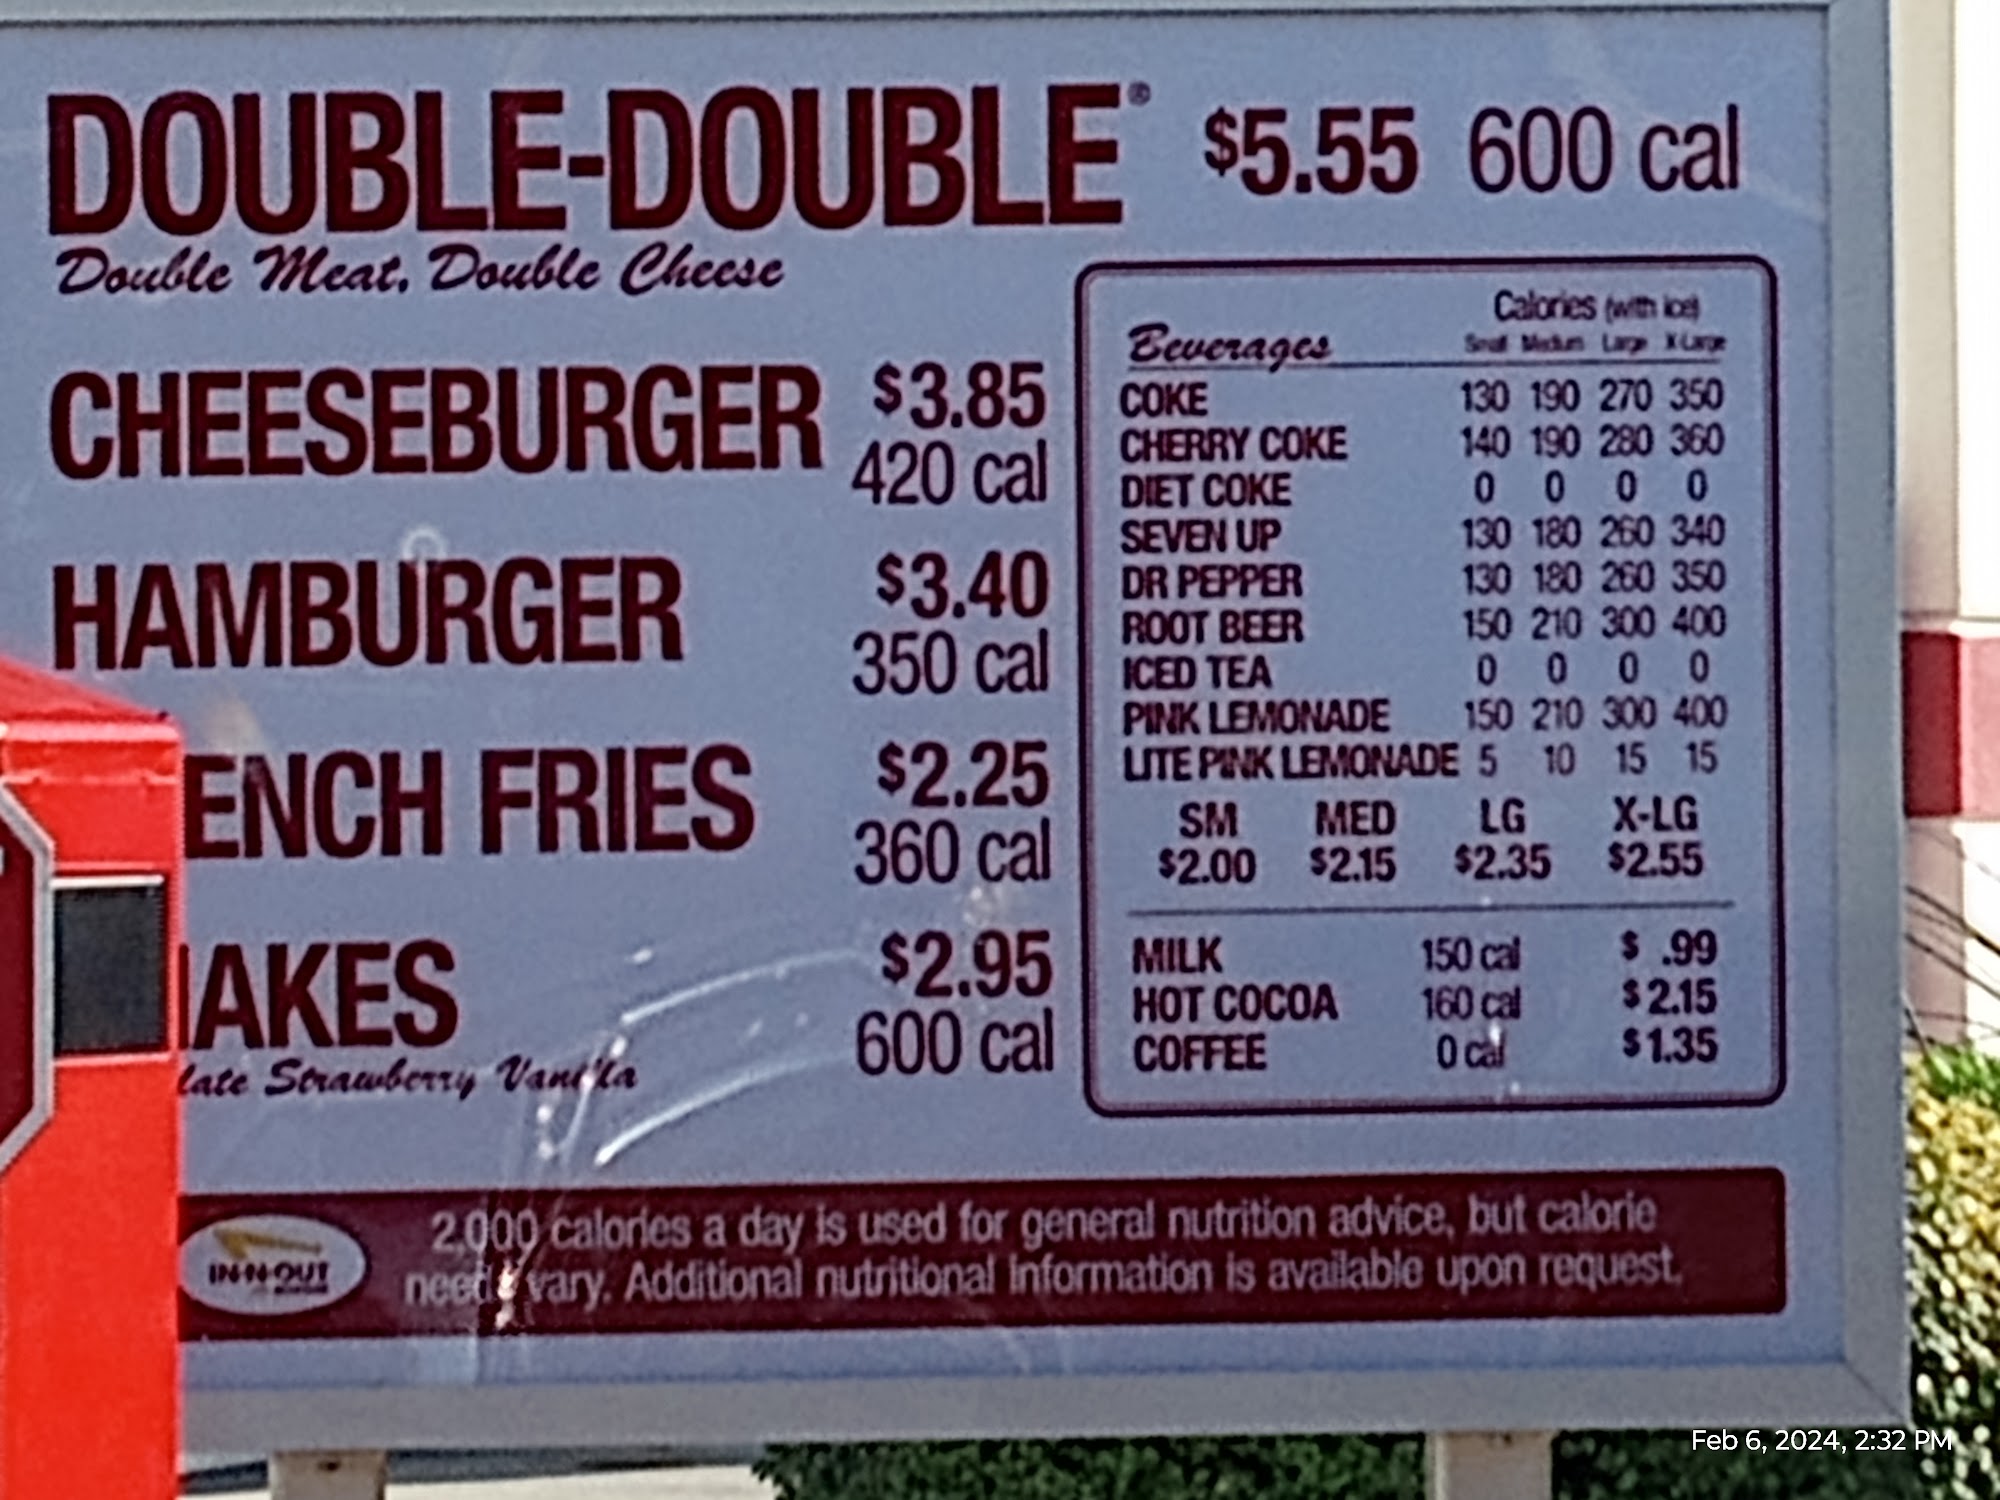 DOUBLE-DOUBLE® $5.55 600 cal
Double Meat, Double Cheese
CHEESEBURGER $3.85
420 cal
HAMBURGER $3.40
350 cal
ENCH FRIES $2.25
360 cal
AKES $2.95
600 cal
late Strawberry Vanilla
Calories (with ice)
Beverages Small Medium Large X-Large
COKE 130 190 270 350
CHERRY COKE 140 190 280 360
DIET COKE 0 0 0 0
SEVEN UP 130 180 260 340
DR PEPPER 130 180 260 350
ROOT BEER 150 210 300 400
ICED TEA 0 0 0 0
PINK LEMONADE 150 210 300 400
LITE PINK LEMONADE 5 10 15 15
SM MED LG X-LG
$2.00 $2.15 $2.35 $2.55
MILK 150 cal $ .99
HOT COCOA 160 cal $2.15
COFFEE 0 cal $1.35
IN-N-OUT
2,000 calories a day is used for general nutrition advice, but calorie
needs vary. Additional nutritional information is available upon request.
Feb 6, 2024, 2:32 PM